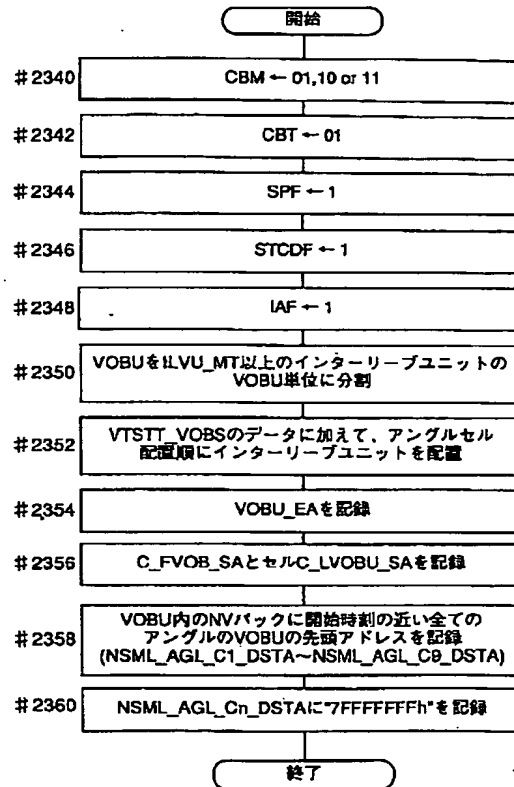 開始
#2340
CBM ← 01,10 or 11
#2342
CBT ← 01
#2344
SPF ← 1
#2346
STCDF ← 1
#2348
IAF ← 1
#2350
VOBUをILVU_MT以上のインターリーブユニットの
VOBU単位に分割
#2352
VTSTT_VOBSのデータに加えて、アングルセル
配置順にインターリーブユニットを配置
#2354
VOBU_EAを記録
#2356
C_FVOB_SAとセルC_LVOBU_SAを記録
#2358
VOBU内のNVパックに開始時刻の近い全ての
アングルのVOBUの先頭アドレスを記録
(NSML_AGL_C1_DSTA～NSML_AGL_C9_DSTA)
#2360
NSML_AGL_Cn_DSTAに"7FFFFFFFh"を記録
終了